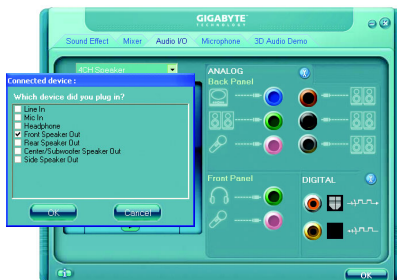 GIGABYTE
TECHNOLOGY
Sound Effect
Mixer
Audio I/O
Microphone
3D Audio Demo
4CH Speaker
Connected device :
Which device did you plug in?
Line In
Mic In
Headphone
Front Speaker Out
Rear Speaker Out
Center/Subwoofer Speaker Out
Side Speaker Out
OK
Cancel
ANALOG
Back Panel
Front Panel
DIGITAL
OK